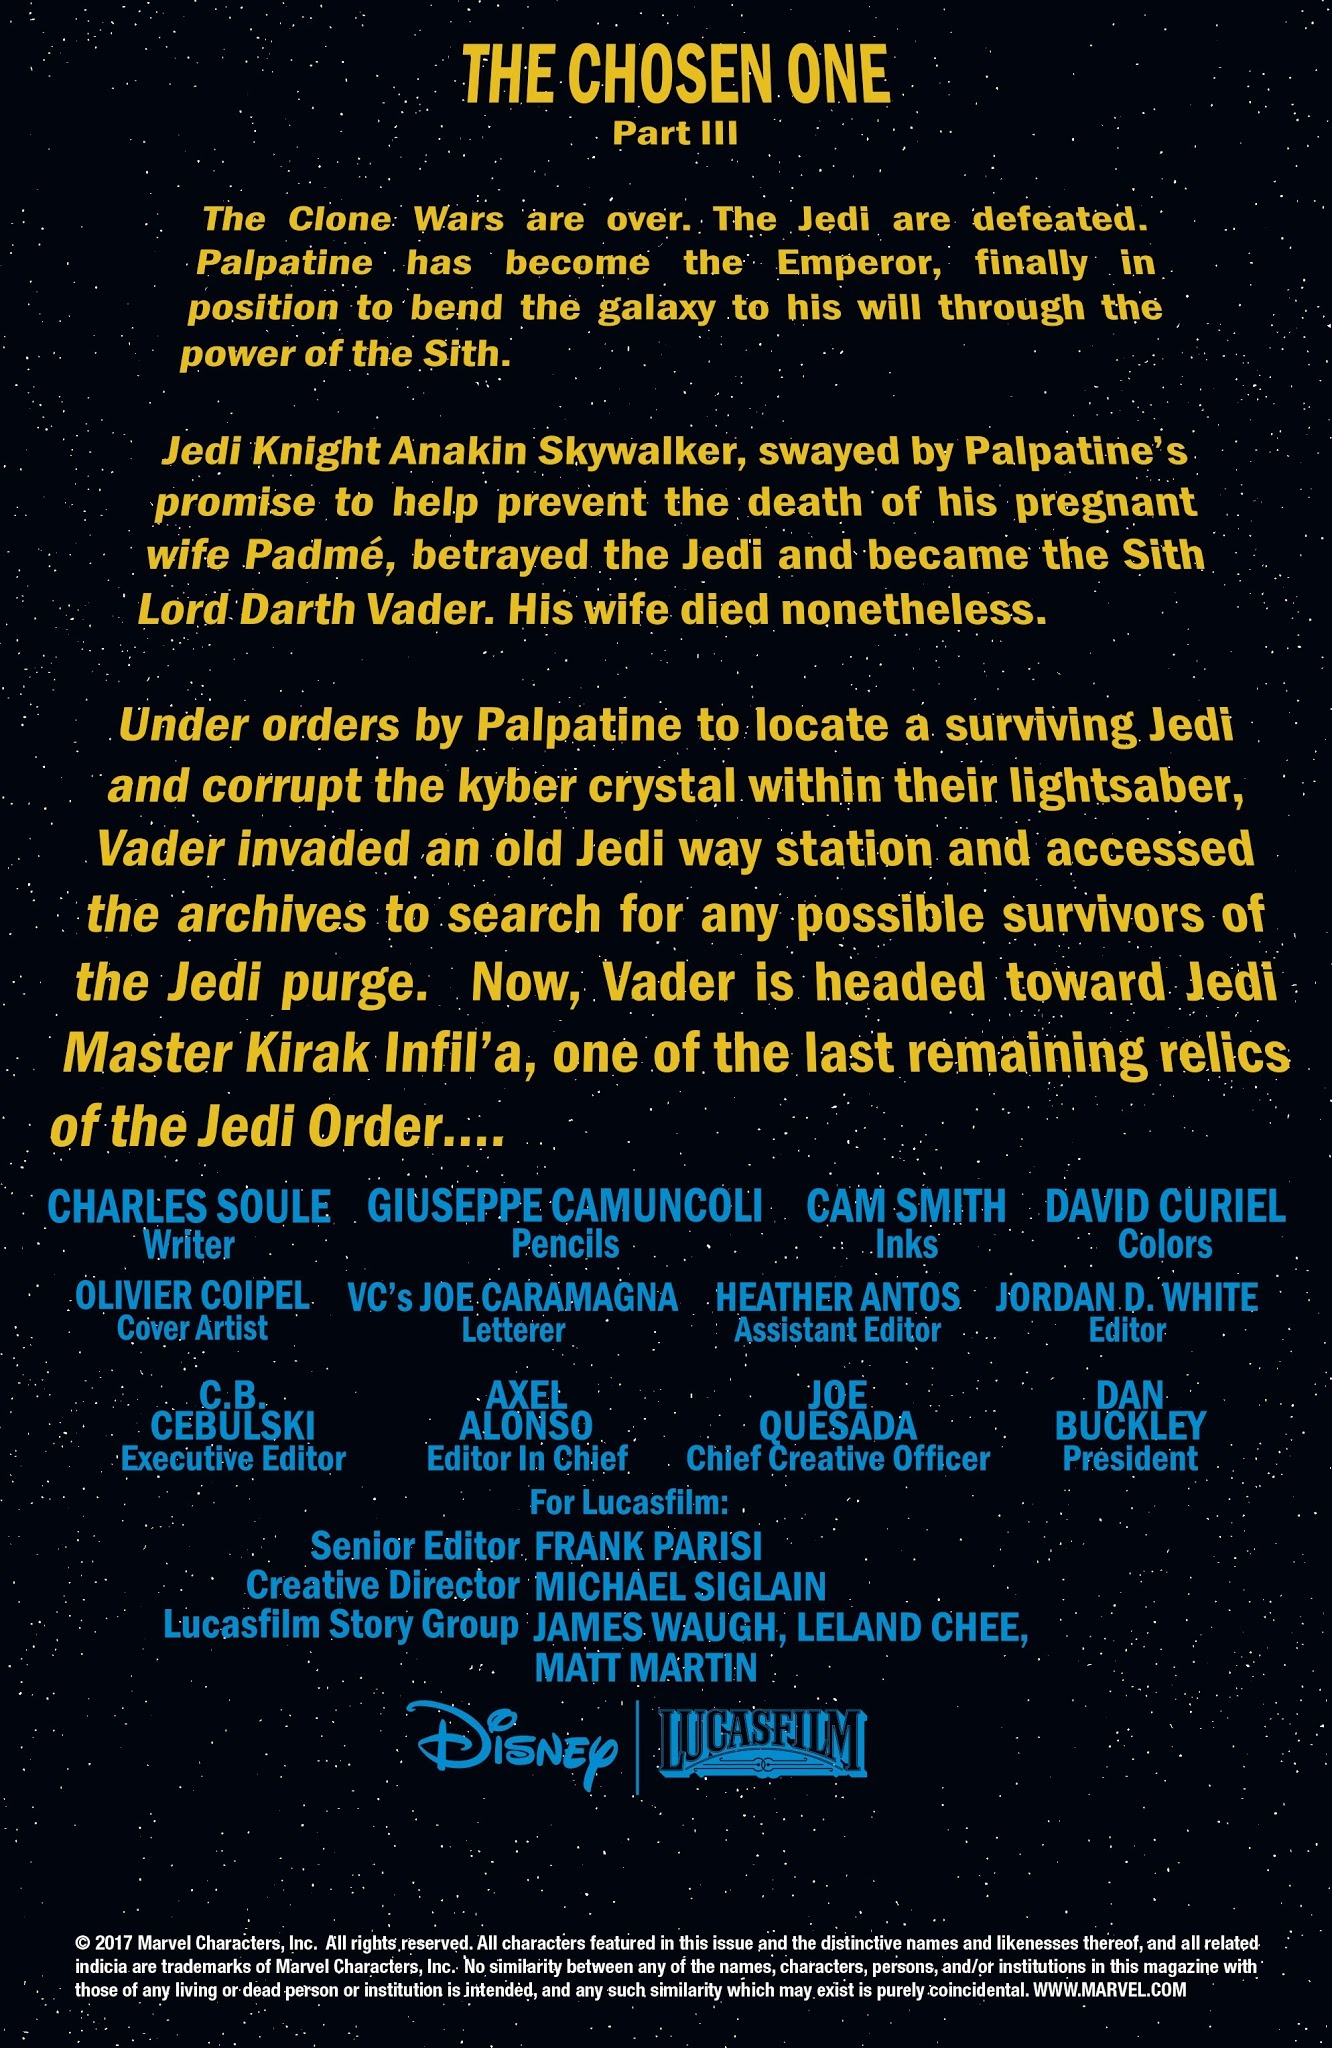 THE CHOSEN ONE
Part III
The Clone Wars are over. The Jedi are defeated.
Palpatine has become the Emperor, finally in
position to bend the galaxy to his will through the
power of the Sith.
Jedi Knight Anakin Skywalker, swayed by Palpatine's
promise to help prevent the death of his pregnant
wife Padmé, betrayed the Jedi and became the Sith
Lord Darth Vader. His wife died nonetheless.
Under orders by Palpatine to locate a surviving Jedi
and corrupt the kyber crystal within their lightsaber,
Vader invaded an old Jedi way station and accessed
the archives to search for any possible survivors of
the Jedi purge. Now, Vader is headed toward Jedi
Master Kirak Infil'a, one of the last remaining relics
of the Jedi Order....
CHARLES SOULE GIUSEPPE CAMUNCOLI CAM SMITH DAVID CURIEL
Writer Pencils Inks Colors
OLIVIER COIPEL VC's JOE CARAMAGNA HEATHER ANTOS JORDAN D. WHITE
Cover Artist Letterer Assistant Editor Editor
C.B. AXEL JOE DAN
CEBULSKI ALONSO QUESADA BUCKLEY
Executive Editor Editor In Chief Chief Creative Officer President
For Lucasfilm:
Senior Editor FRANK PARISI
Creative Director MICHAEL SIGLAIN
Lucasfilm Story Group JAMES WAUGH, LELAND CHEE,
MATT MARTIN
Disney LUCASFILM
© 2017 Marvel Characters, Inc. All rights reserved. All characters featured in this issue and the distinctive names and likenesses thereof, and all related
indicia are trademarks of Marvel Characters, Inc. No similarity between any of the names, characters, persons, and/or institutions in this magazine with
those of any living or dead person or institution is intended, and any such similarity which may exist is purely coincidental. WWW.MARVEL.COM